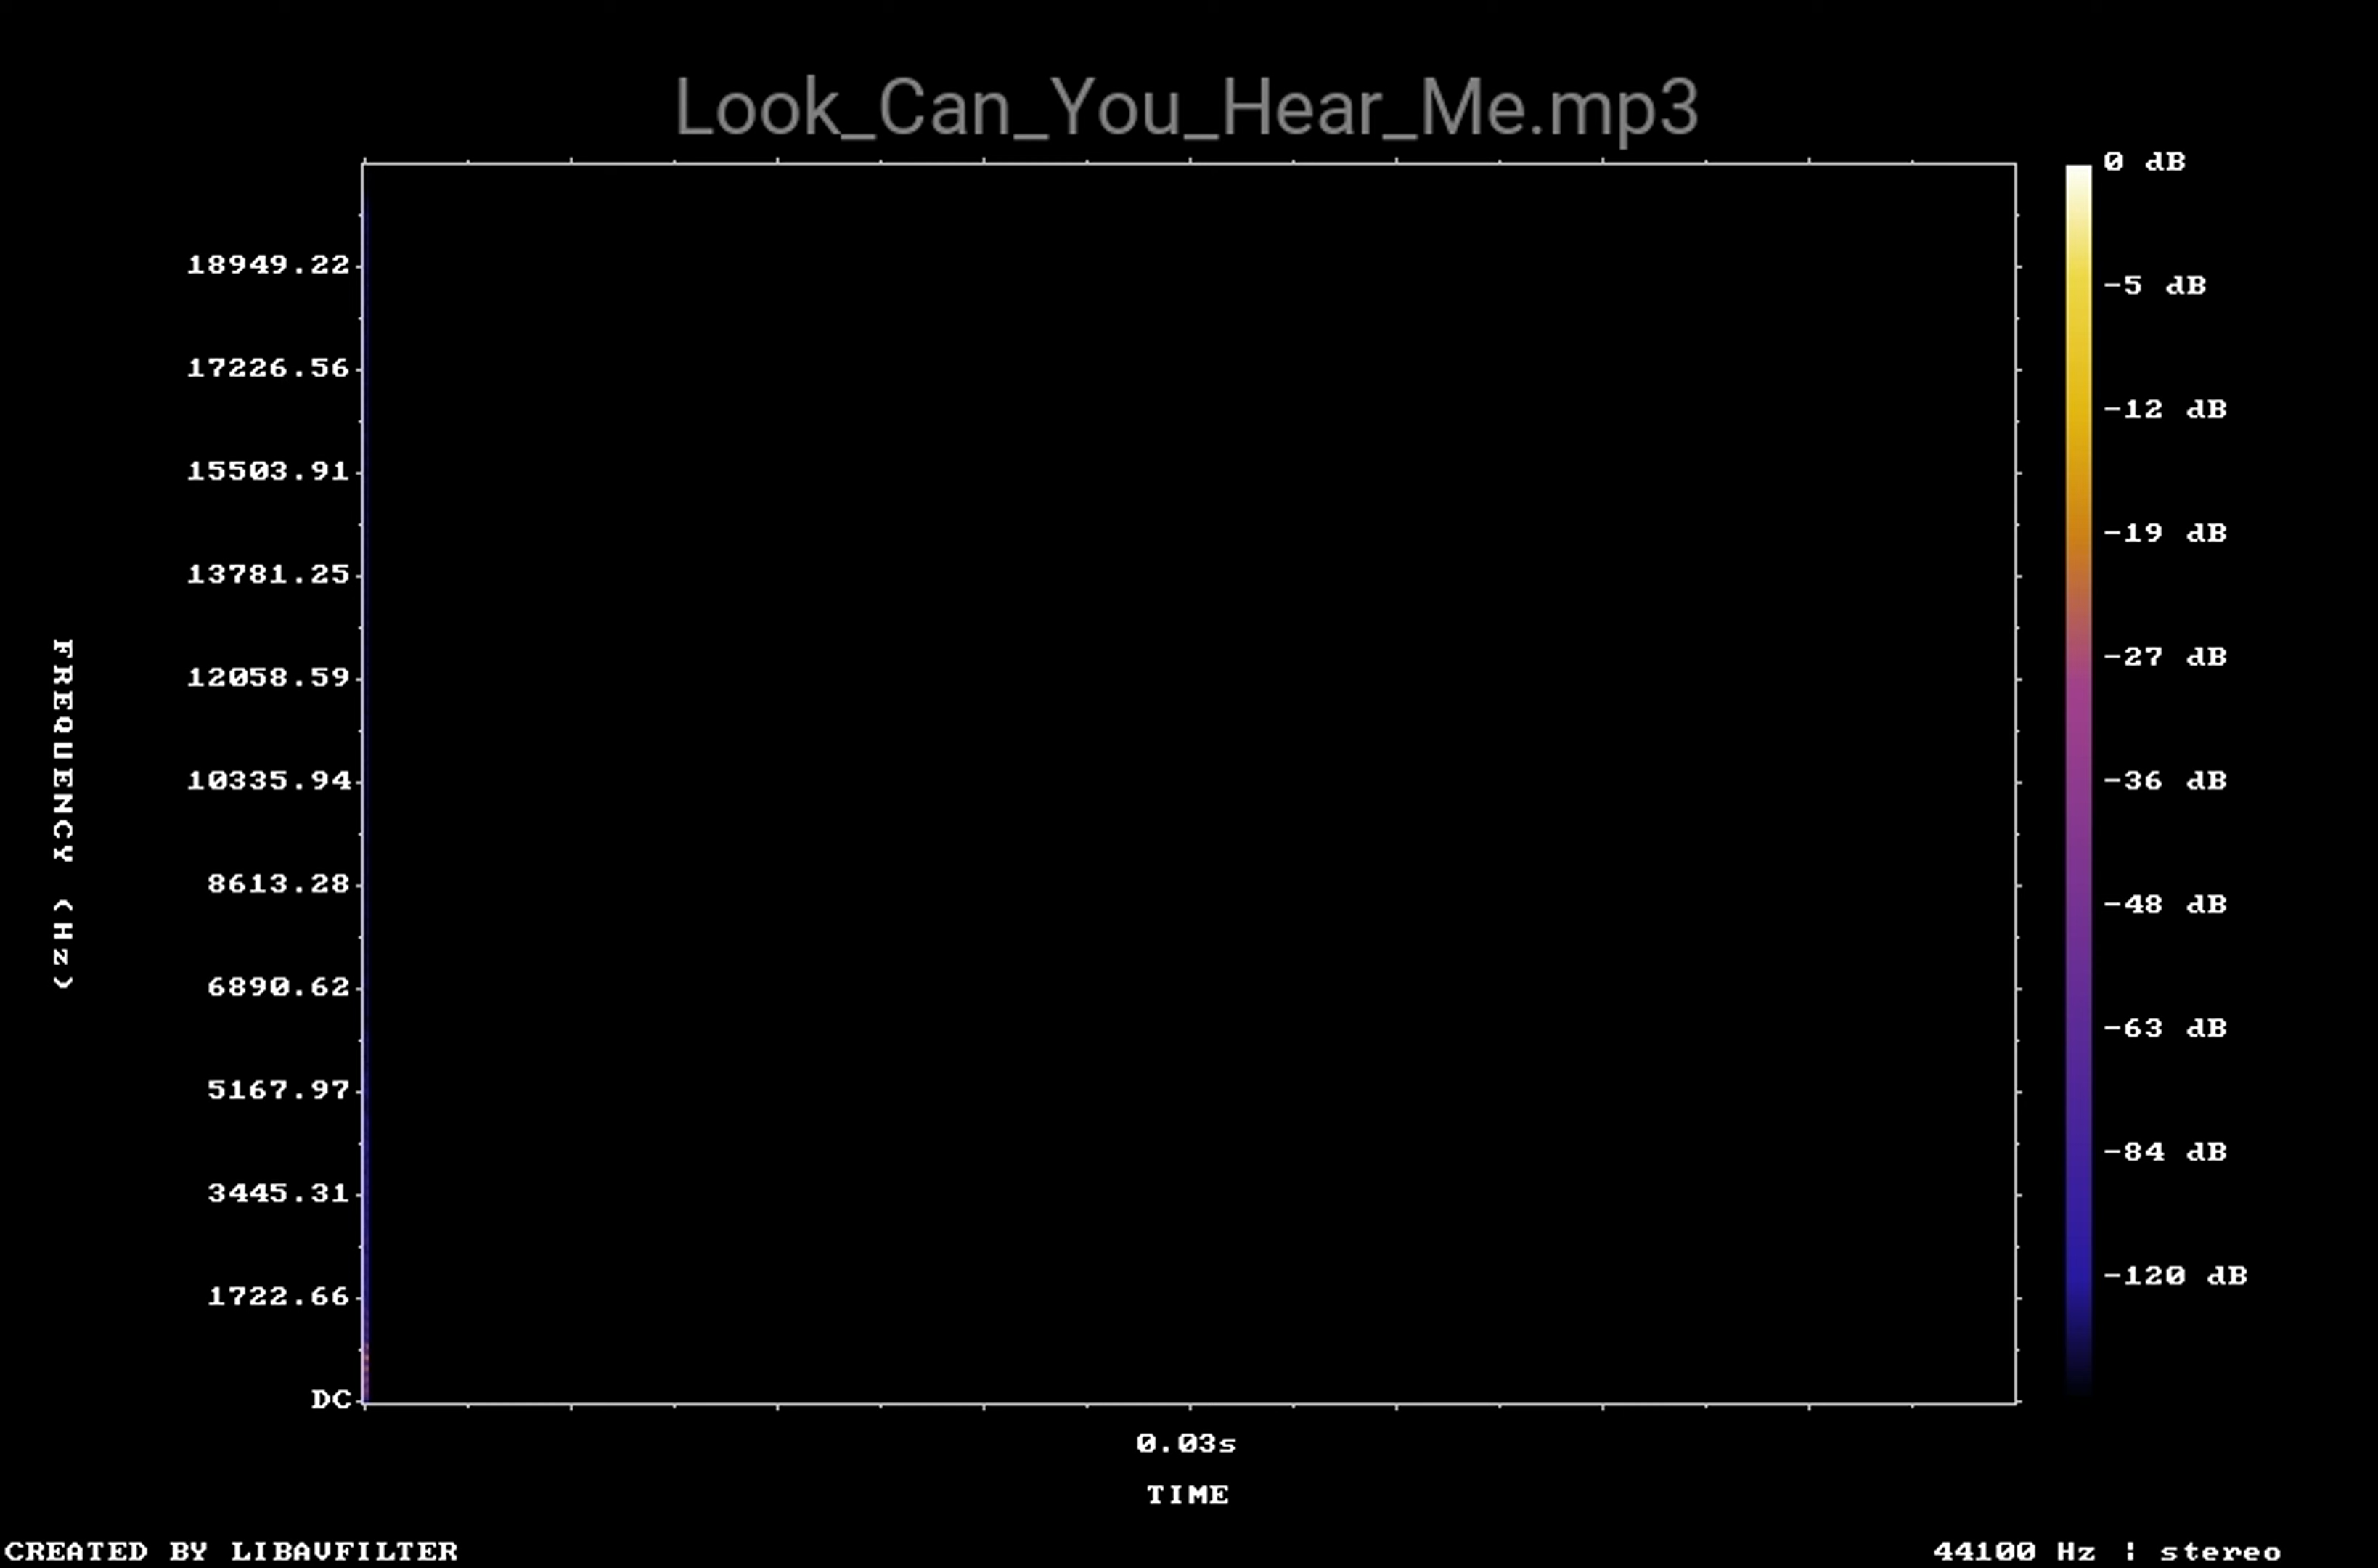 Look_Can_You_Hear_Me.mp3
0 dB
-5 dB
-12 dB
-19 dB
-27 dB
-36 dB
-48 dB
-63 dB
-84 dB
-120 dB
18949.22
17226.56
15503.91
13781.25
12058.59
10335.94
8613.28
6890.62
5167.97
3445.31
1722.66
DC
FREQUENCY (Hz)
0.03s
TIME
CREATED BY LIBAVFILTER
44100 Hz | stereo